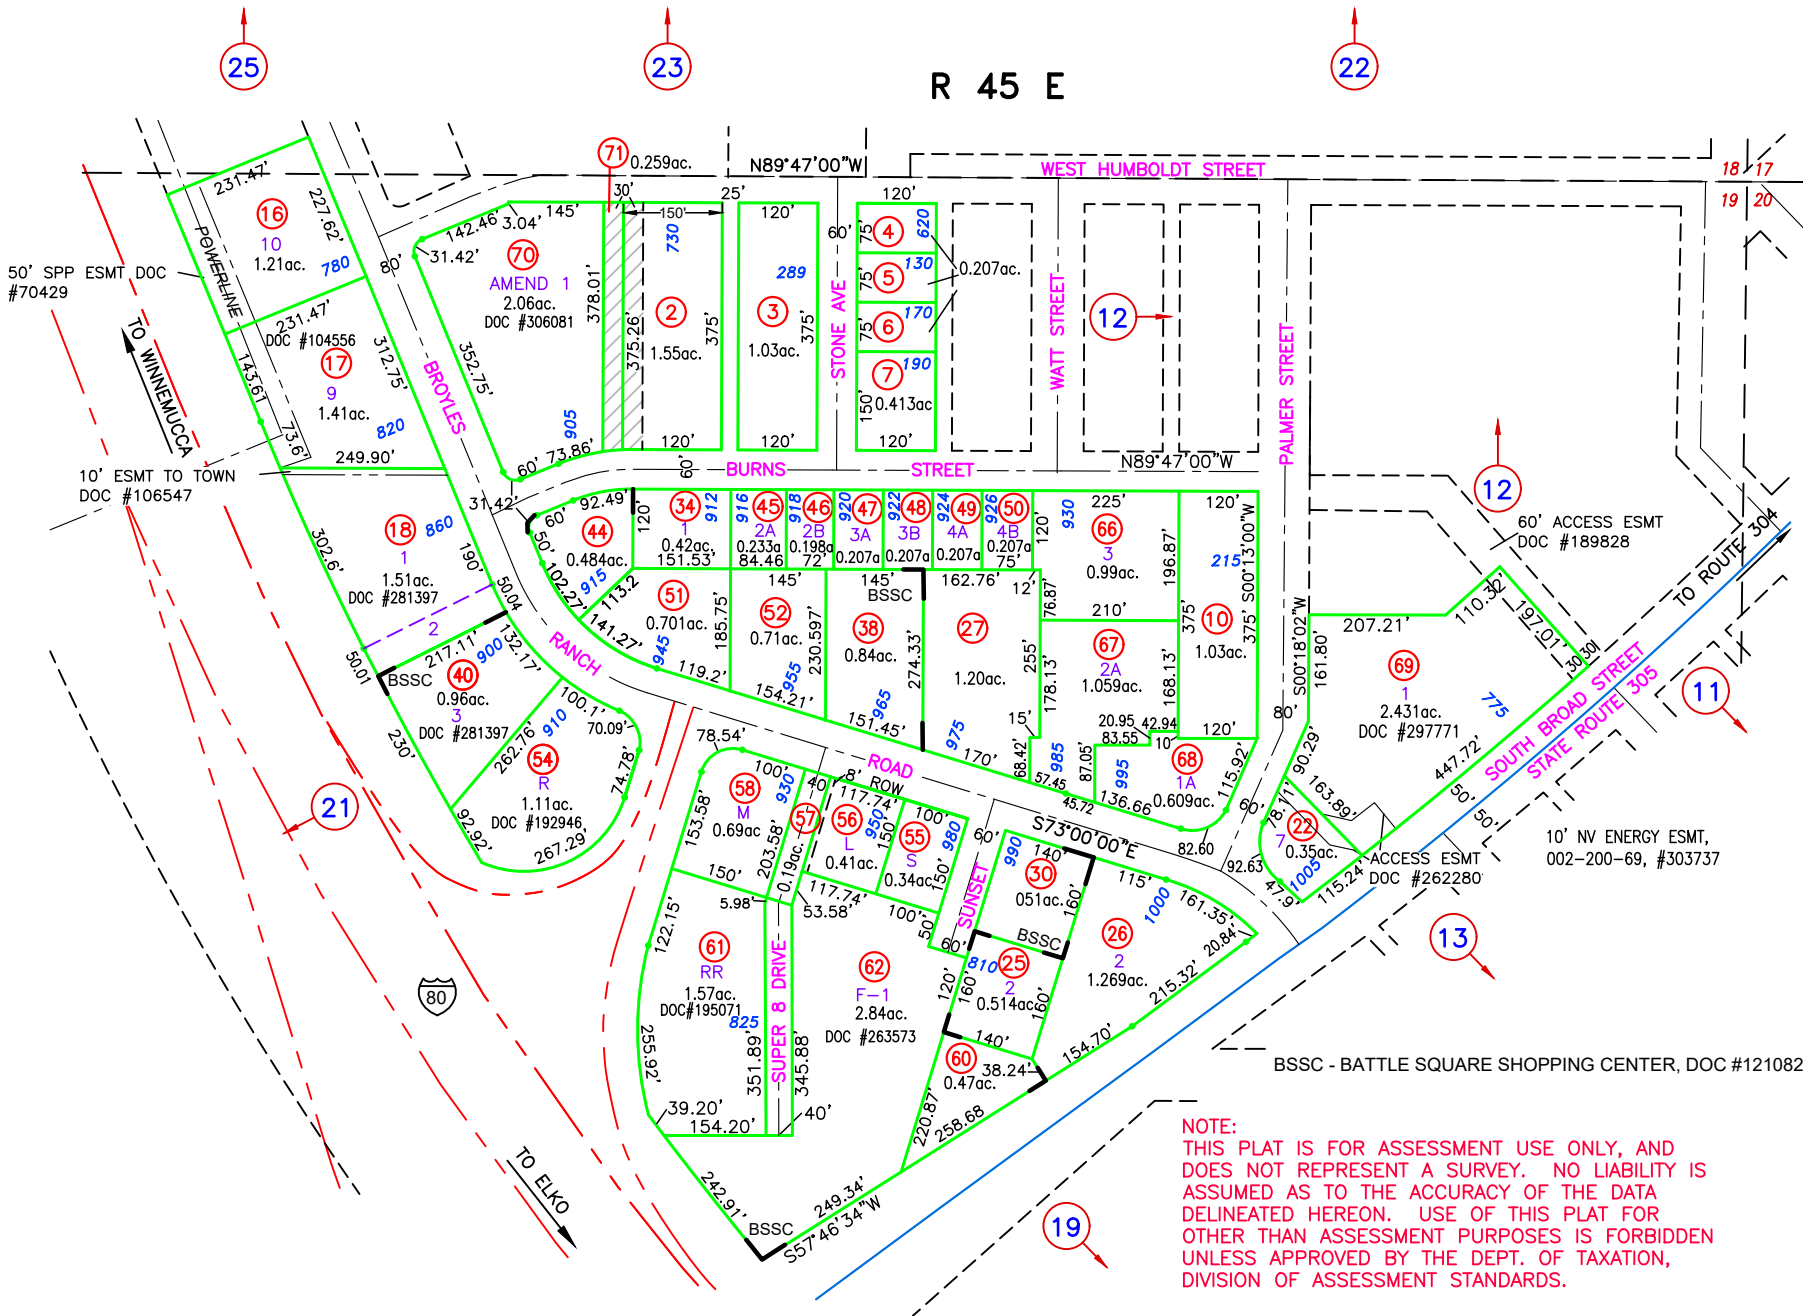 25
23
22
R 45 E
71
0.259ac.
N89°47'00"W
WEST HUMBOLDT STREET
18
17
19
20
231.47'
227.62'
16
10
1.21ac.
780
POWERLINE
50' SPP ESMT DOC
#70429
80'
142.46'
3.04'
145'
31.42'
30'
150'
25'
120'
60'
120'
70
AMEND 1
2.06ac.
DOC #306081
378.01'
375.26'
352.75'
905
730
2
1.55ac.
375'
120'
289
3
1.03ac.
375'
120'
STONE AVE
75'
4
620
75'
5
130
0.207ac.
75'
6
170
7
190
150'
0.413ac
120'
WATT STREET
12
PALMER STREET
TO WINNEMUCCA
231.47'
DOC #104556
17
9
1.41ac.
143.61
312.75'
820
73.6'
249.90'
BROYLES
10' ESMT TO TOWN
DOC #106547
60'
73.86'
31.42'
60'
BURNS
STREET
N89°47'00"W
12
60' ACCESS ESMT
DOC #189828
TO ROUTE 304
18
1
1.51ac.
DOC #281397
860
302.6'
190'
50.04
2
50.01
60'
92.49'
50'
44
0.484ac.
120'
102.27'
915
113.2
34
1
0.42ac.
151.53'
912
916
45
2A
0.233a
84.46
918
46
2B
0.198a
72'
920
47
3A
0.207a
922
48
3B
0.207a
924
49
4A
0.207a
926
50
4B
0.207a
75'
120'
12'
930
225'
66
3
0.99ac.
196.87'
210'
120'
215
S00°13'00"W
375'
10
375'
1.03ac.
120'
51
0.701ac.
185.75'
141.27'
945
119.2'
145'
52
0.71ac.
230.597'
955
154.21'
145'
BSSC
38
0.84ac.
274.33'
965
151.45'
162.76'
27
1.20ac.
76.87'
255'
975
170'
15'
68.42'
67
2A
1.059ac.
178.13'
168.13'
20.95
83.55
42.94
10'
985
57.45
45.72
87.05'
995
68
1A
0.609ac.
136.66
115.92'
82.60
S00°18'02"W
161.80'
80'
207.21'
110.32'
197.01'
30'
30'
69
1
2.431ac.
DOC #297771
775
447.72'
90.29'
163.89'
SOUTH BROAD STREET
STATE ROUTE 305
50'
50'
11
60'
78.11'
22
7
0.35ac.
92.63
47.9'
1005
115.24'
ACCESS ESMT
DOC #262280
10' NV ENERGY ESMT,
002-200-69, #303737
13
217.11'
900
132.17'
BSSC
40
0.96ac.
3
DOC #281397
230'
RANCH
100.1'
70.09'
910
262.76'
54
R
1.11ac.
DOC #192946
74.78'
92.92'
267.29'
21
80
78.54'
100'
930
58
M
0.69ac
153.58'
203.58'
150'
40'
8' ROW
57
0.19ac.
117.74'
56
L
0.41ac.
950
150'
117.74'
100'
55
S
0.34ac.
980
150'
100'
50'
60'
ROAD
S73°00'00"E
60'
SUNSET
990
140'
30
051ac.
160'
BSSC
115'
1000
161.35'
20.84'
26
2
1.269ac.
215.32'
154.70'
5.98'
53.58'
122.15'
61
RR
1.57ac.
DOC#195071
825
255.92'
351.89'
SUPER 8 DRIVE
345.88'
62
F-1
2.84ac.
DOC #263573
810
25
2
0.514ac
120'
160'
160'
140'
60
0.47ac.
38.24'
220.87'
258.68
39.20'
154.20'
40'
242.91'
BSSC
249.34'
S57°46'34"W
TO ELKO
BSSC - BATTLE SQUARE SHOPPING CENTER, DOC #121082
19
NOTE:
THIS PLAT IS FOR ASSESSMENT USE ONLY, AND
DOES NOT REPRESENT A SURVEY. NO LIABILITY IS
ASSUMED AS TO THE ACCURACY OF THE DATA
DELINEATED HEREON. USE OF THIS PLAT FOR
OTHER THAN ASSESSMENT PURPOSES IS FORBIDDEN
UNLESS APPROVED BY THE DEPT. OF TAXATION,
DIVISION OF ASSESSMENT STANDARDS.